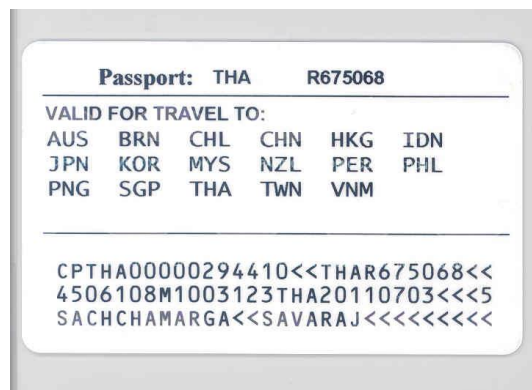 Passport: THA R675068
VALID FOR TRAVEL TO:
AUS BRN CHL CHN HKG IDN
JPN KOR MYS NZL PER PHL
PNG SGP THA TWN VNM
CPTHA00000294410<<THAR675068<<
4506108M1003123THA20110703<<<5
SACHCHAMARGA<<SAVARAJ<<<<<<<<<